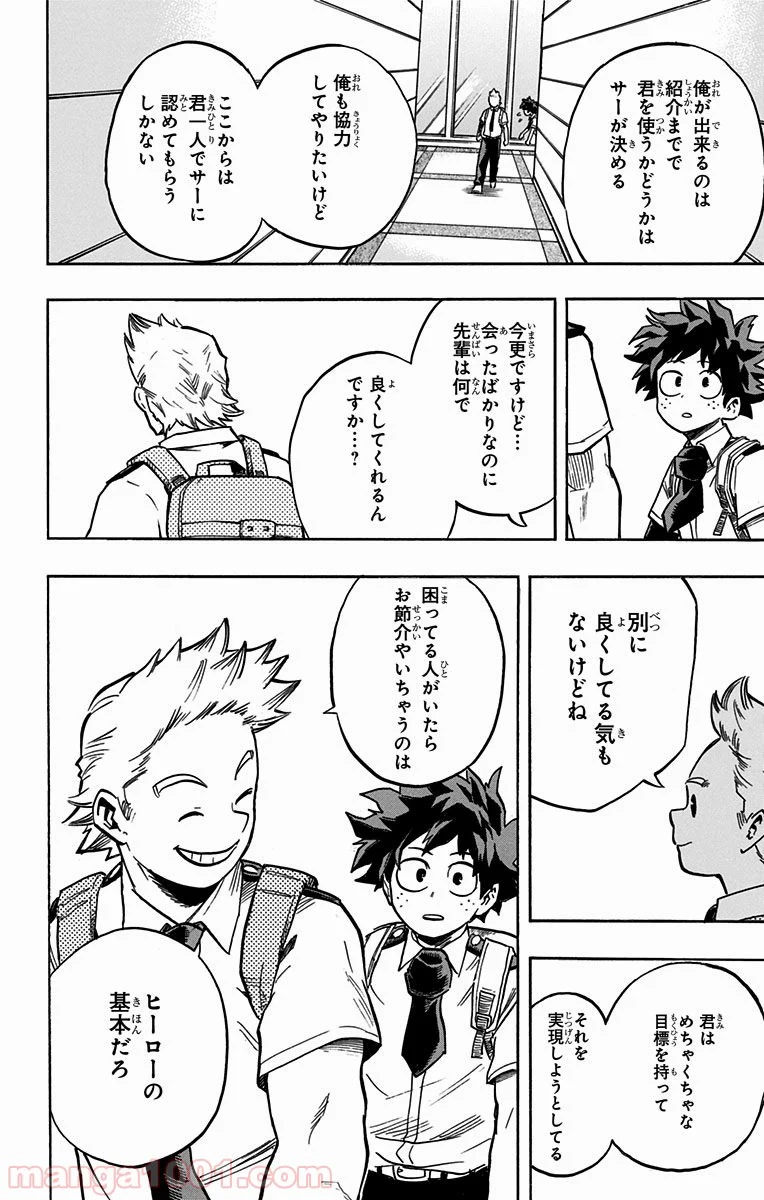 俺が出来るのは
紹介までで
君を使うかどうかは
サーが決める
俺も協力
してやりたいけど
ここからは
君一人でサーに
認めてもらう
しかない
今更ですけど…
会ったばかりなのに
先輩は何で
良くしてくれるん
ですか…?
別に
良くしてる気も
ないけどね
君は
めちゃくちゃな
目標を持って
それを
実現しようとしてる
困ってる人がいたら
お節介やいちゃうのは
ヒーローの
基本だろ
manga1001.com